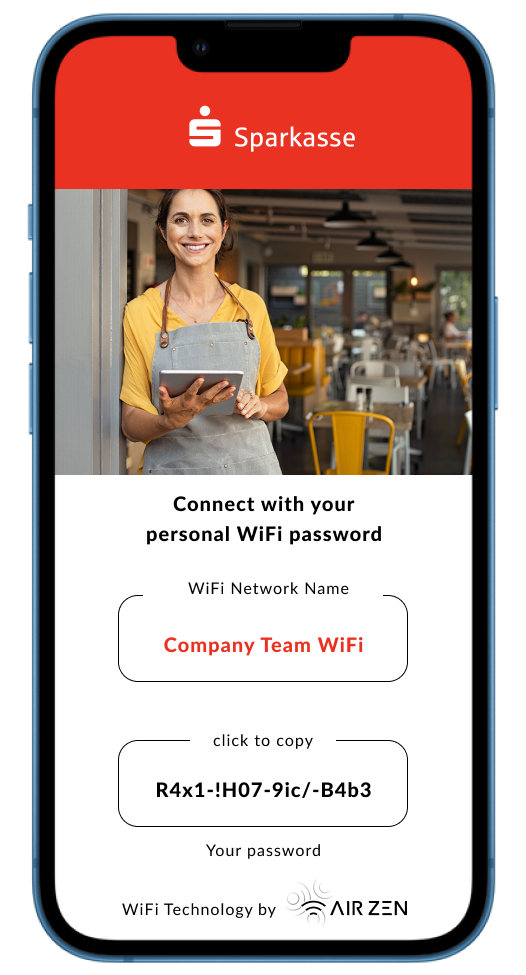 Sparkasse
Connect with your
personal WiFi password
WiFi Network Name
Company Team WiFi
click to copy
R4x1-!H07-9ic/-B4b3
Your password
WiFi Technology by AIR ZEN